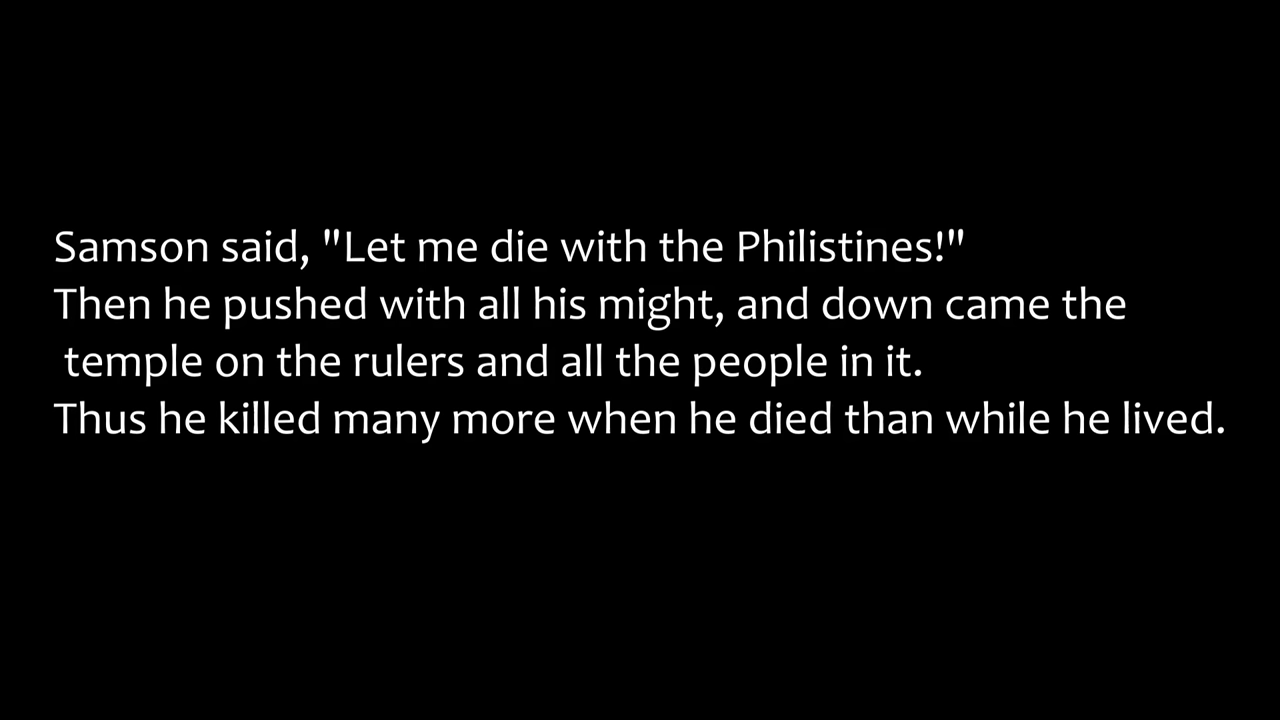 Samson said, "Let me die with the Philistines!"
Then he pushed with all his might, and down came the
temple on the rulers and all the people in it.
Thus he killed many more when he died than while he lived.